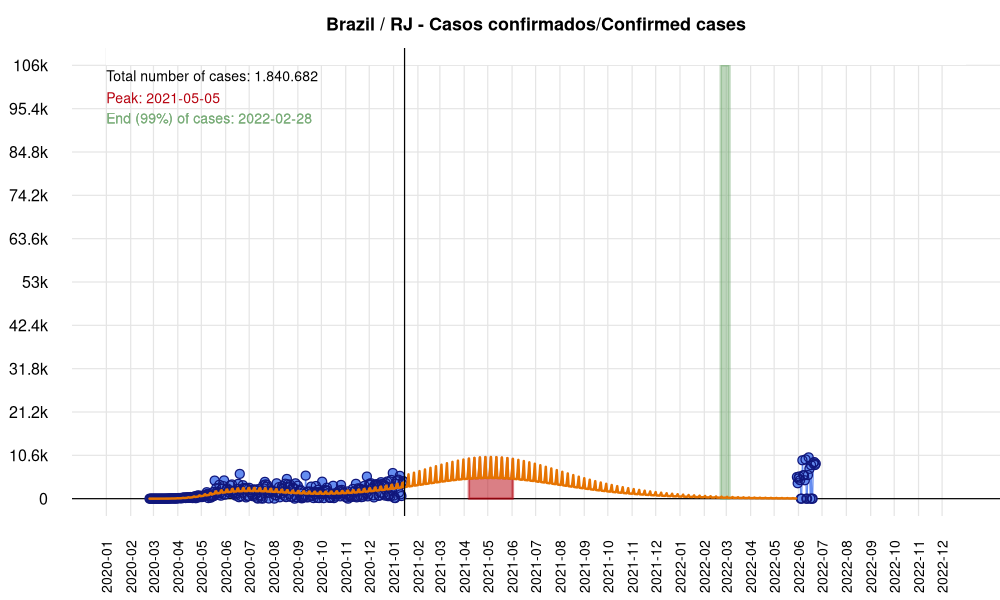 Brazil / RJ - Casos confirmados/Confirmed cases
Total number of cases: 1.840.682
Peak: 2021-05-05
End (99%) of cases: 2022-02-28
106k
95.4k
84.8k
74.2k
63.6k
53k
42.4k
31.8k
21.2k
10.6k
0
2020-01
2020-02
2020-03
2020-04
2020-05
2020-06
2020-07
2020-08
2020-09
2020-10
2020-11
2020-12
2021-01
2021-02
2021-03
2021-04
2021-05
2021-06
2021-07
2021-08
2021-09
2021-10
2021-11
2021-12
2022-01
2022-02
2022-03
2022-04
2022-05
2022-06
2022-07
2022-08
2022-09
2022-10
2022-11
2022-12